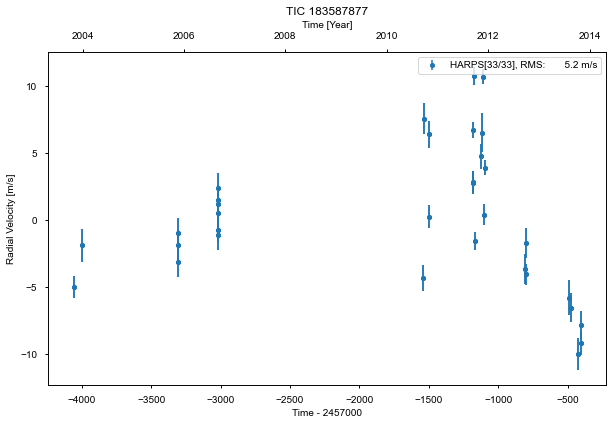 TIC 183587877
Time [Year]
2004 2006 2008 2010 2012 2014
HARPS[33/33], RMS: 5.2 m/s
Radial Velocity [m/s]
10
5
0
−5
−10
−4000 −3500 −3000 −2500 −2000 −1500 −1000 −500
Time - 2457000